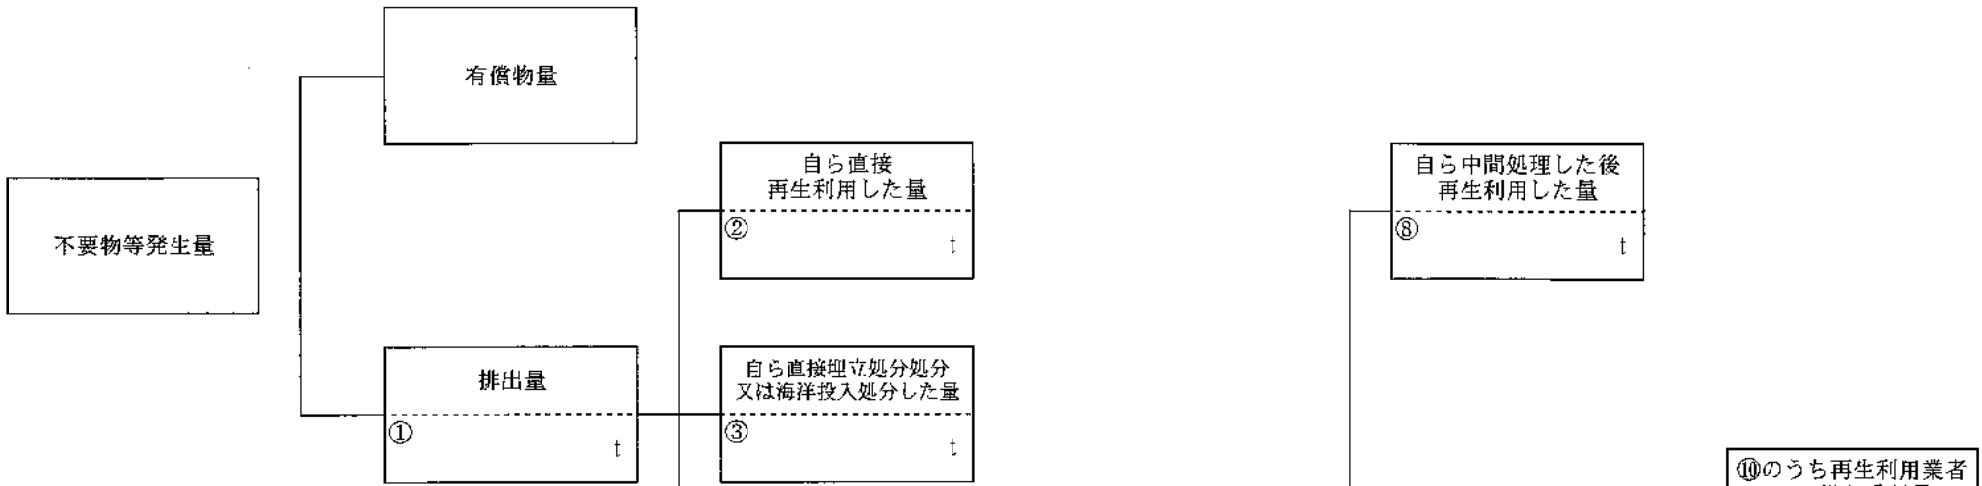 有償物量
自ら直接
再生利用した量
②
t
自ら中間処理した後
再生利用した量
⑧
t
不要物等発生量
排出量
①
t
自ら直接埋立処分処分
又は海洋投入処分した量
③
t
⑩のうち再生利用業者